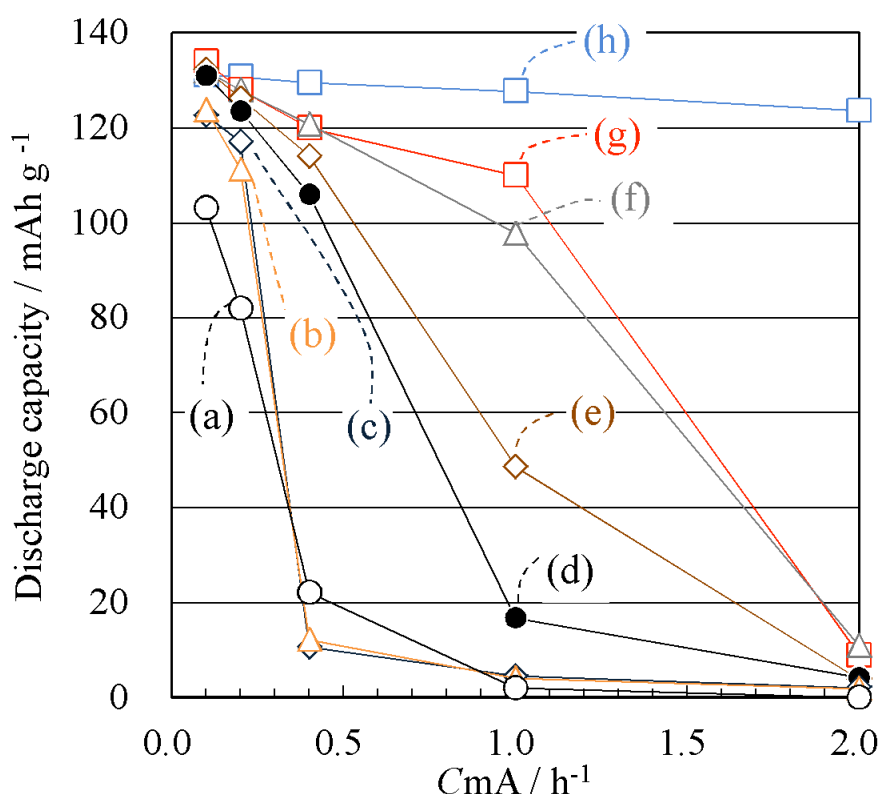 Discharge capacity / mAh g -1
140
120
100
80
60
40
20
0
(h)
(g)
(f)
(b)
(a)
(c)
(e)
(d)
0.0 0.5 1.0 1.5 2.0
CmA / h-1